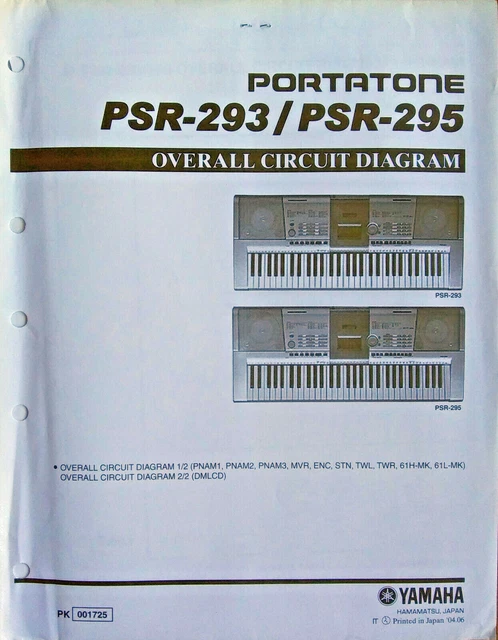 PORTATONE
PSR-293/PSR-295
OVERALL CIRCUIT DIAGRAM
PSR-293
PSR-295
• OVERALL CIRCUIT DIAGRAM 1/2 (PNAM1, PNAM2, PNAM3, MVR, ENC, STN, TWL, TWR, 61H-MK, 61L-MK)
OVERALL CIRCUIT DIAGRAM 2/2 (DMLCD)
YAMAHA
HAMAMATSU, JAPAN
PK 001725
IT Printed in Japan '04.06